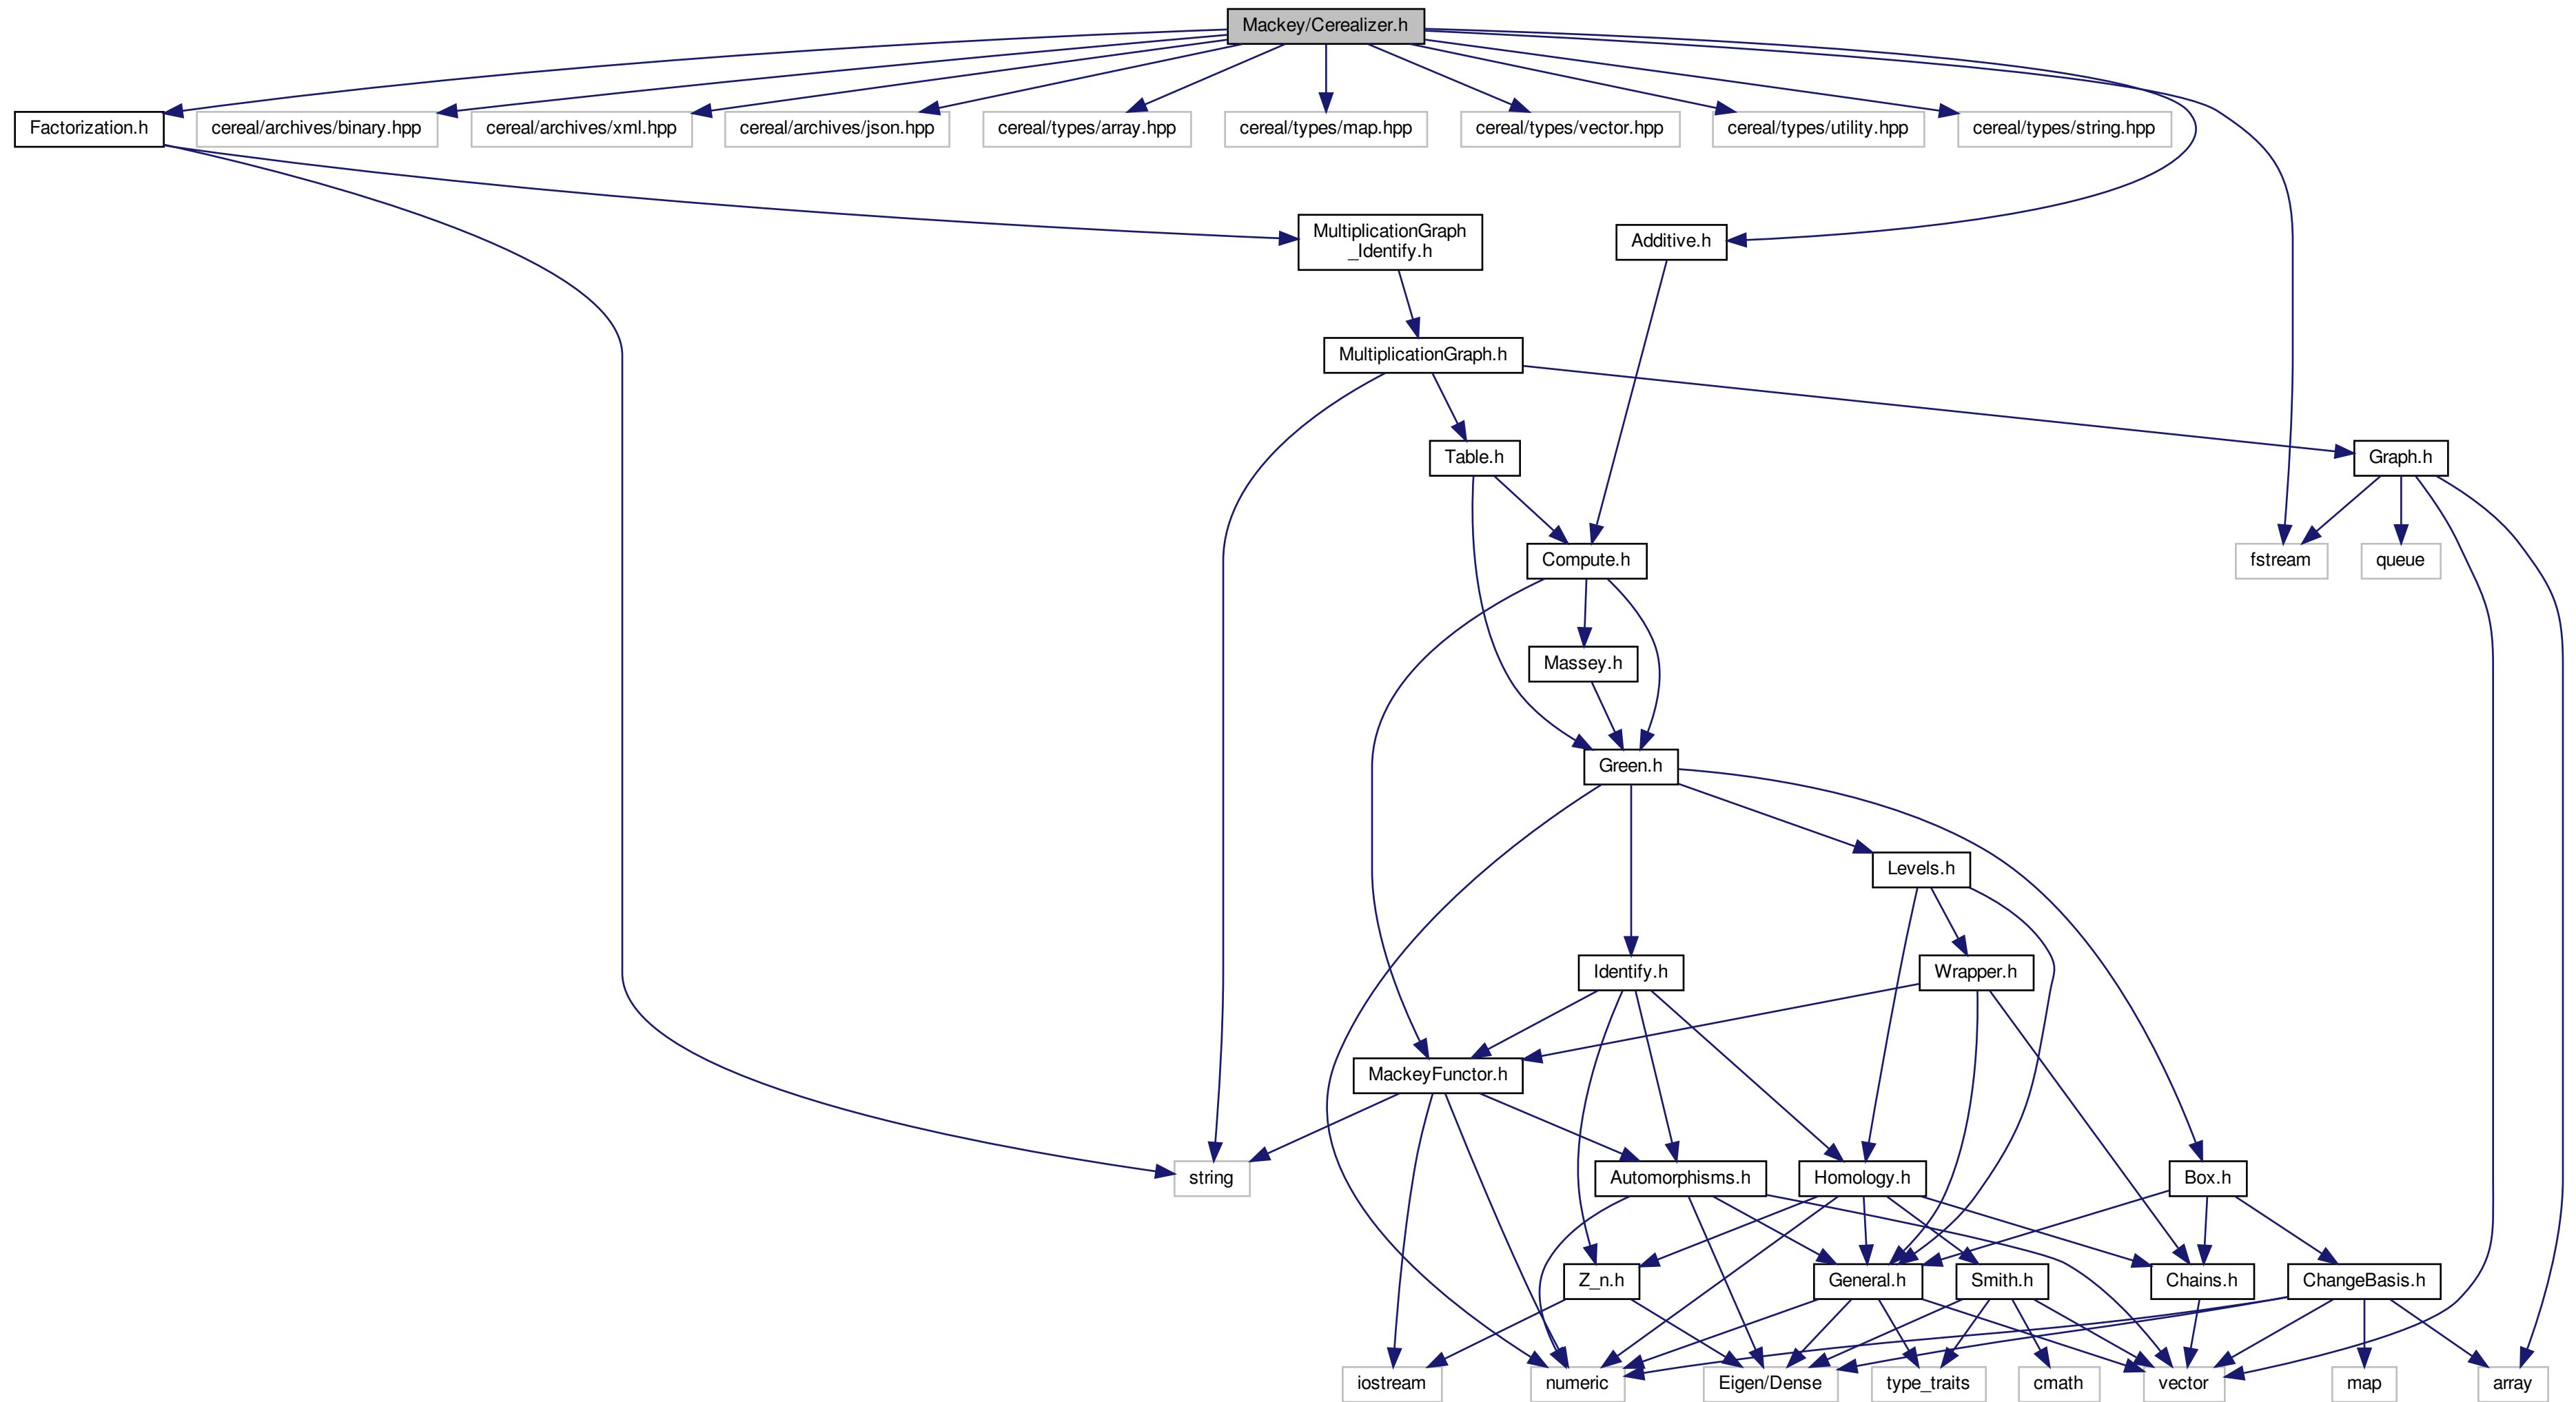 Mackey/Cerealizer.h
Factorization.h
cereal/archives/binary.hpp
cereal/archives/xml.hpp
cereal/archives/json.hpp
cereal/types/array.hpp
cereal/types/map.hpp
cereal/types/vector.hpp
cereal/types/utility.hpp
cereal/types/string.hpp
MultiplicationGraph
_Identify.h
Additive.h
MultiplicationGraph.h
Table.h
Graph.h
Compute.h
fstream
queue
Massey.h
Green.h
Levels.h
Identify.h
Wrapper.h
MackeyFunctor.h
string
Automorphisms.h
Homology.h
Box.h
Z_n.h
General.h
Smith.h
Chains.h
ChangeBasis.h
iostream
numeric
Eigen/Dense
type_traits
cmath
vector
map
array